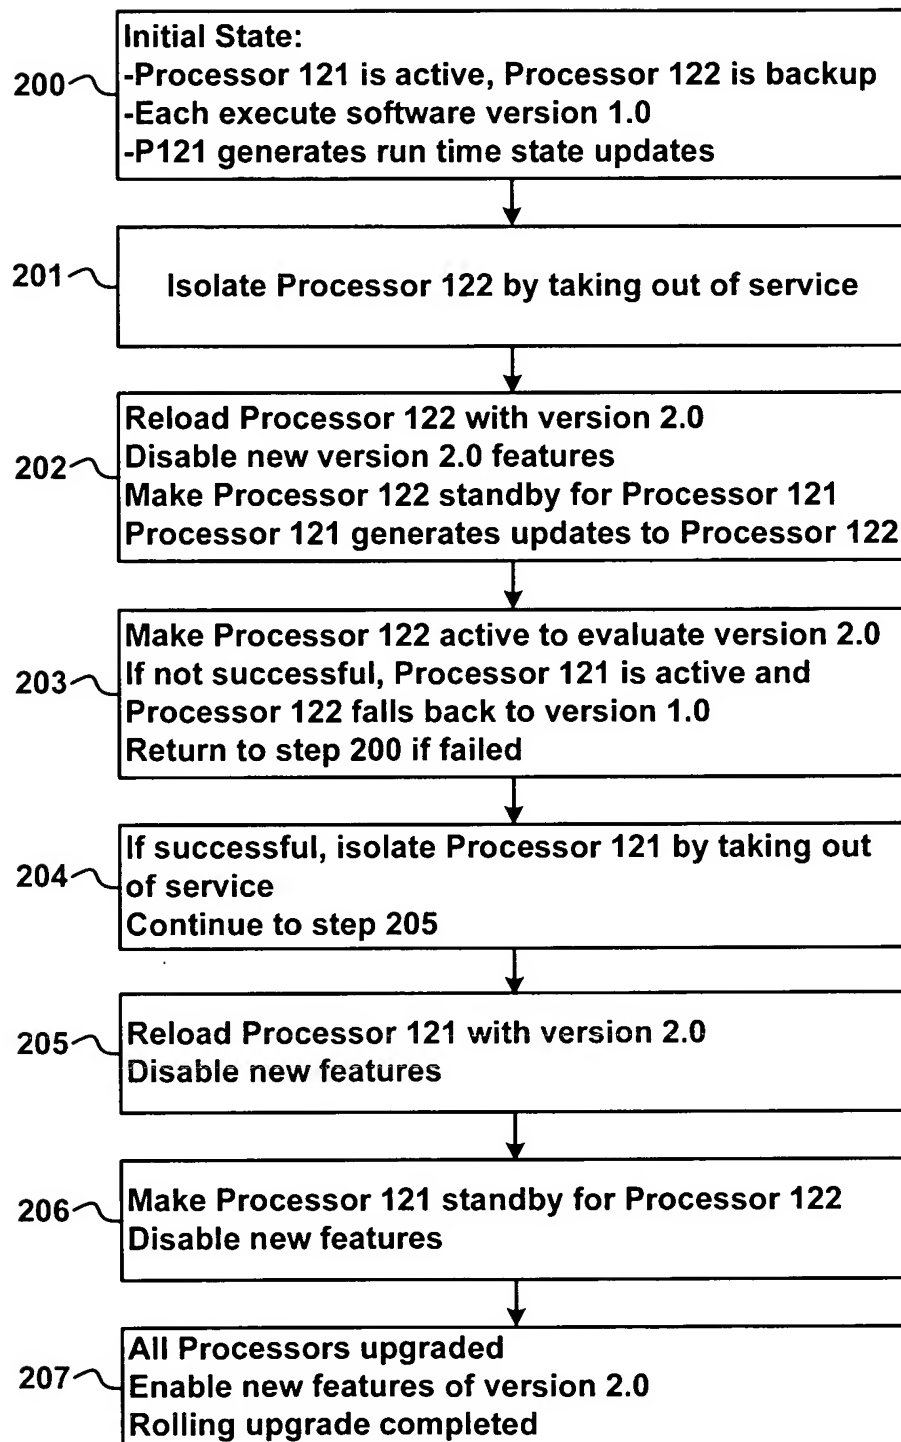 200
Initial State:
-Processor 121 is active, Processor 122 is backup
-Each execute software version 1.0
-P121 generates run time state updates
201
Isolate Processor 122 by taking out of service
202
Reload Processor 122 with version 2.0
Disable new version 2.0 features
Make Processor 122 standby for Processor 121
Processor 121 generates updates to Processor 122
203
Make Processor 122 active to evaluate version 2.0
If not successful, Processor 121 is active and
Processor 122 falls back to version 1.0
Return to step 200 if failed
204
If successful, isolate Processor 121 by taking out
of service
Continue to step 205
205
Reload Processor 121 with version 2.0
Disable new features
206
Make Processor 121 standby for Processor 122
Disable new features
207
All Processors upgraded
Enable new features of version 2.0
Rolling upgrade completed